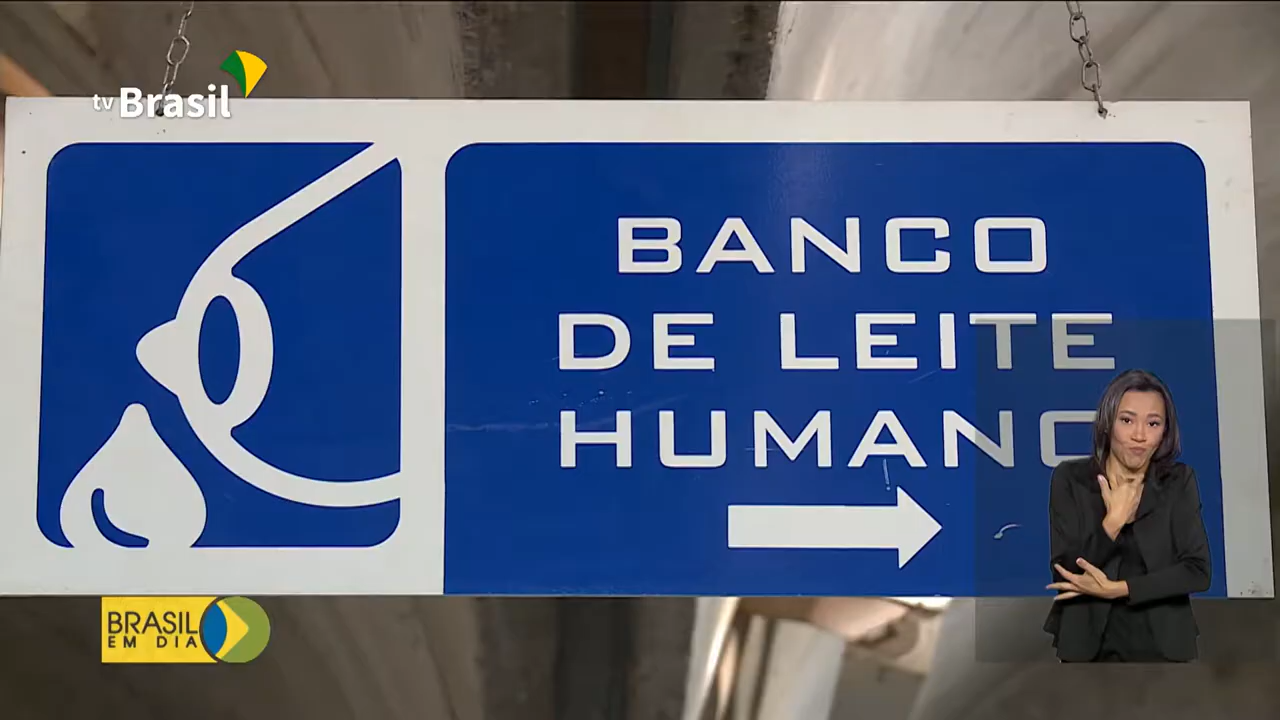 tv Brasil
BANCO
DE LEITE
HUMANO
BRASIL
EM DIA